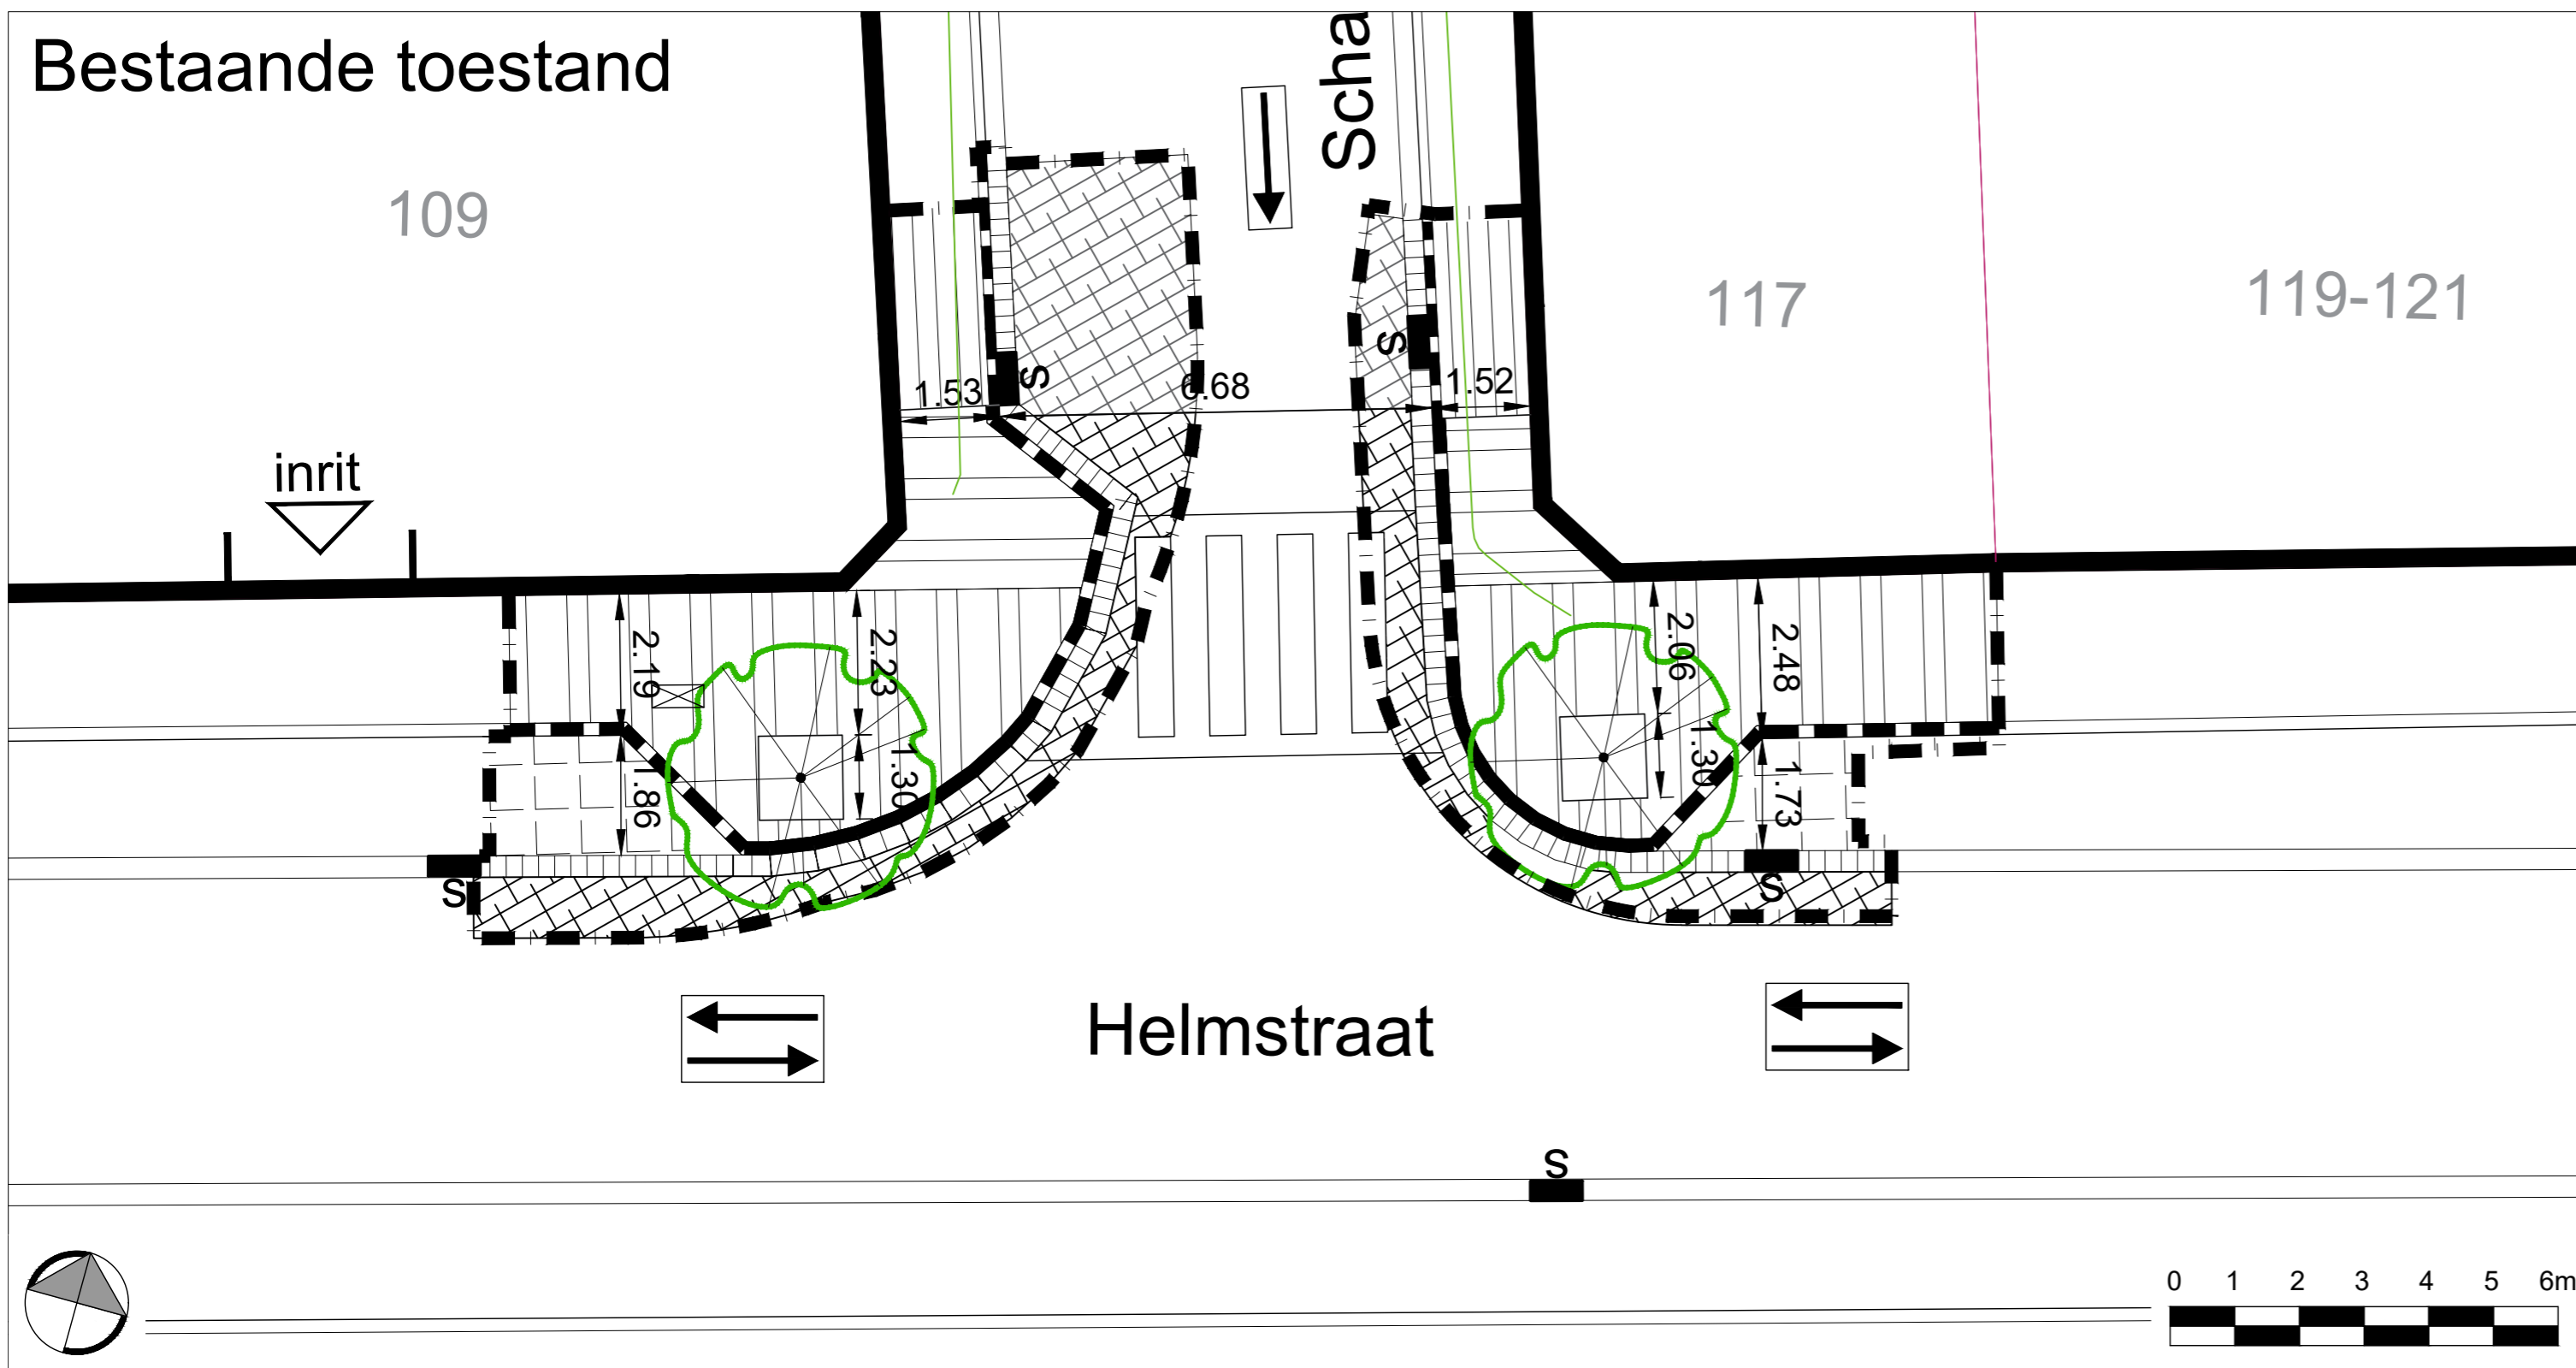 Bestaande toestand
Scha
109
117
119-121
S
S
1.53
6.68
1.52
inrit
2.19
2.23
2.06
2.48
1.86
1.30
1.30
1.73
S
S
Helmstraat
S
0 1 2 3 4 5 6m